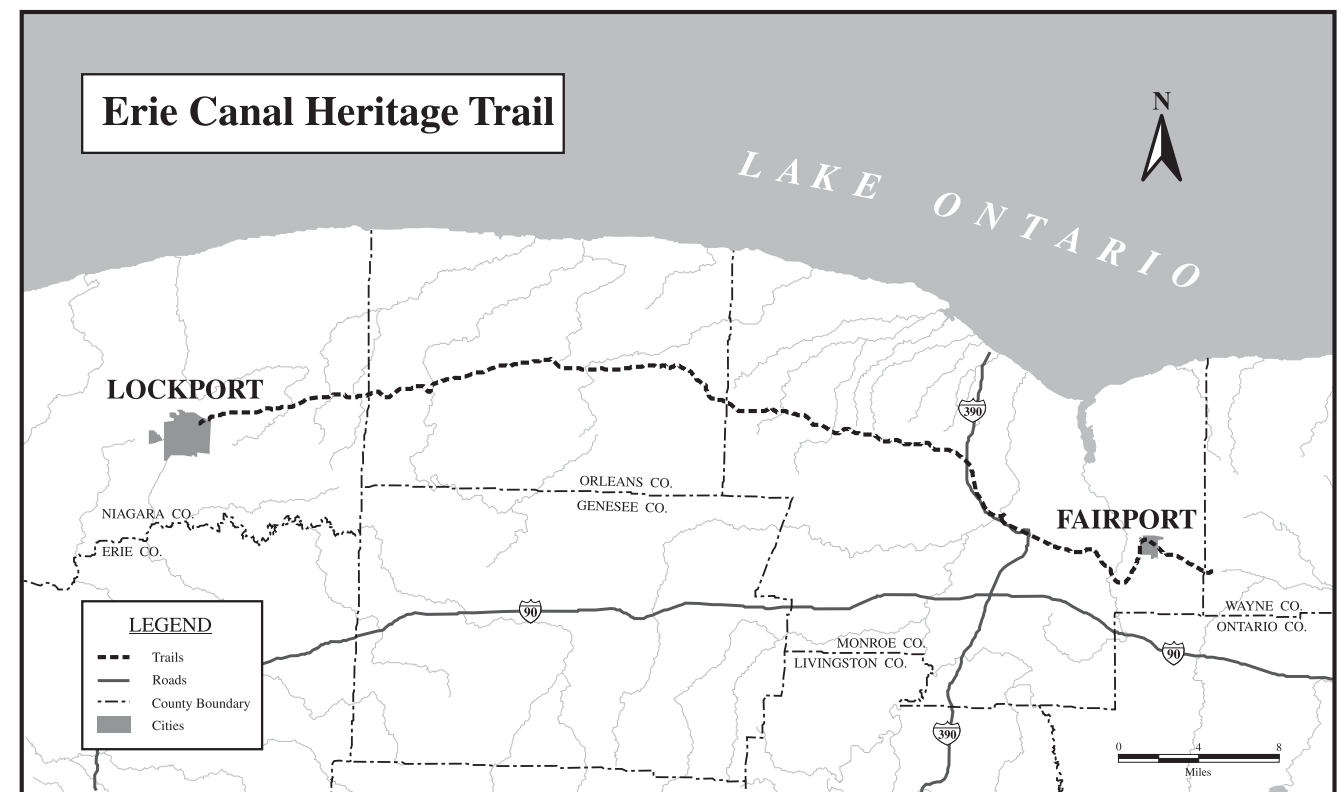 Erie Canal Heritage Trail
N
LAKE ONTARIO
LOCKPORT
390
ORLEANS CO.
GENESEE CO.
NIAGARA CO.
ERIE CO.
FAIRPORT
90
WAYNE CO.
ONTARIO CO.
MONROE CO.
LIVINGSTON CO.
90
390
LEGEND
Trails
Roads
County Boundary
Cities
0 4 8
Miles